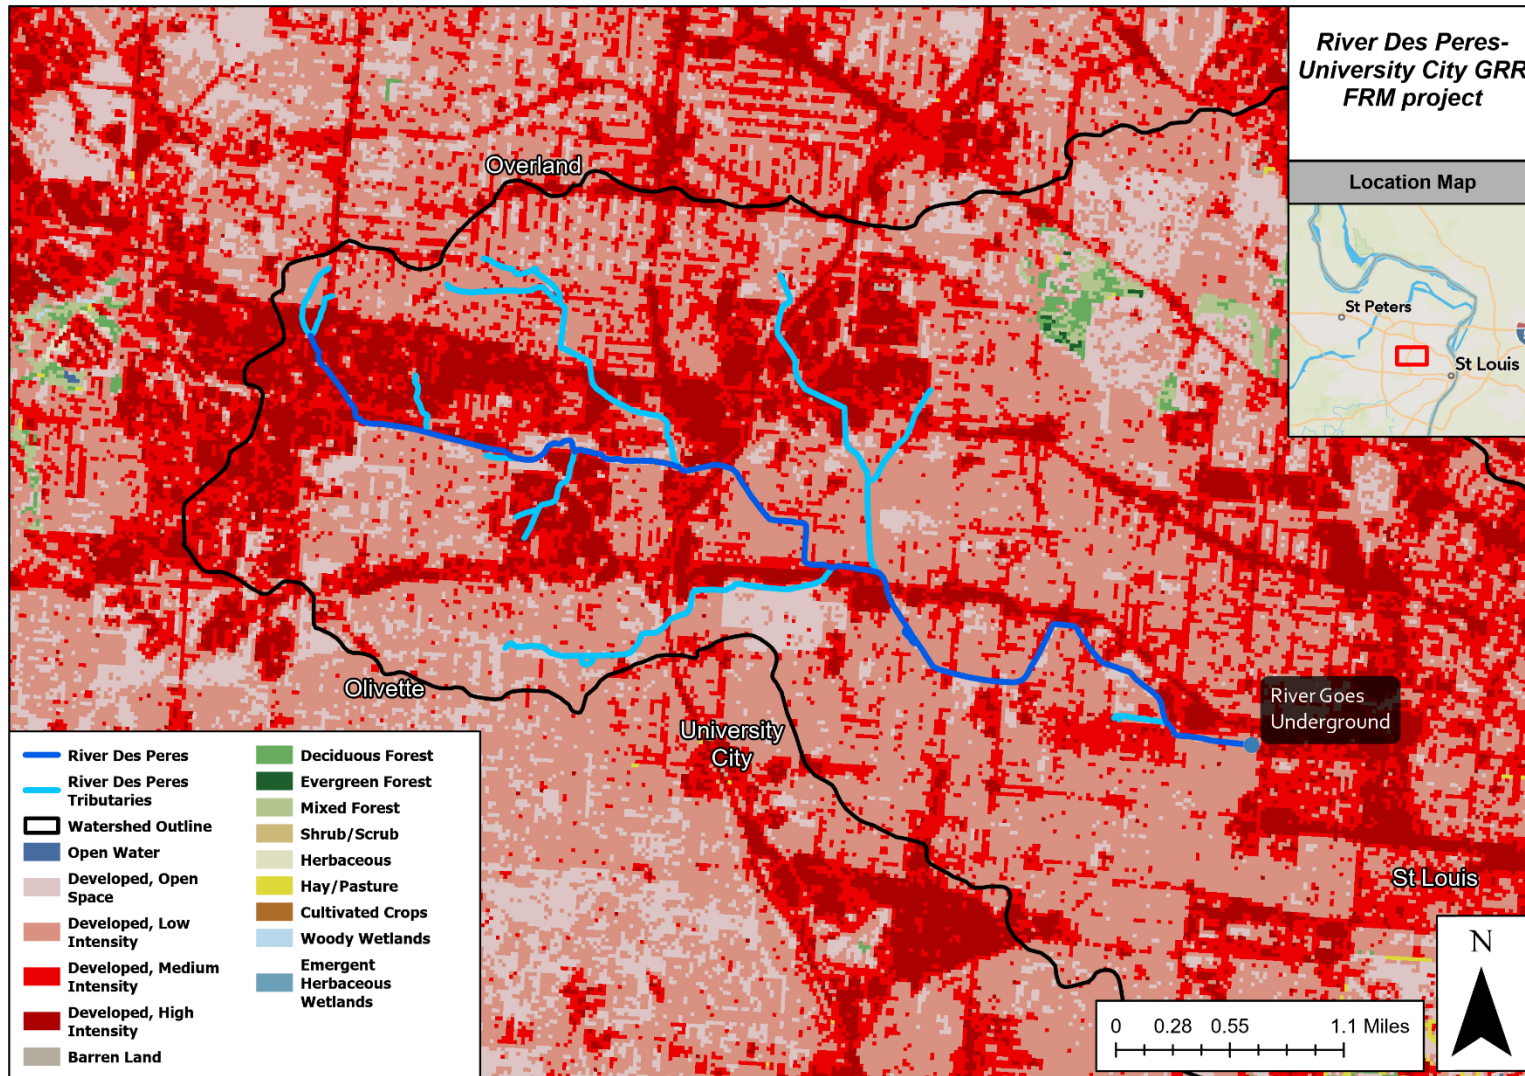 River Des Peres-
University City GRR
FRM project
Location Map
St Peters
St Louis
Overland
Olivette
University
City
River Goes
Underground
St Louis
River Des Peres
River Des Peres
Tributaries
Watershed Outline
Open Water
Developed, Open
Space
Developed, Low
Intensity
Developed, Medium
Intensity
Developed, High
Intensity
Barren Land
Deciduous Forest
Evergreen Forest
Mixed Forest
Shrub/Scrub
Herbaceous
Hay/Pasture
Cultivated Crops
Woody Wetlands
Emergent
Herbaceous
Wetlands
0 0.28 0.55 1.1 Miles
N